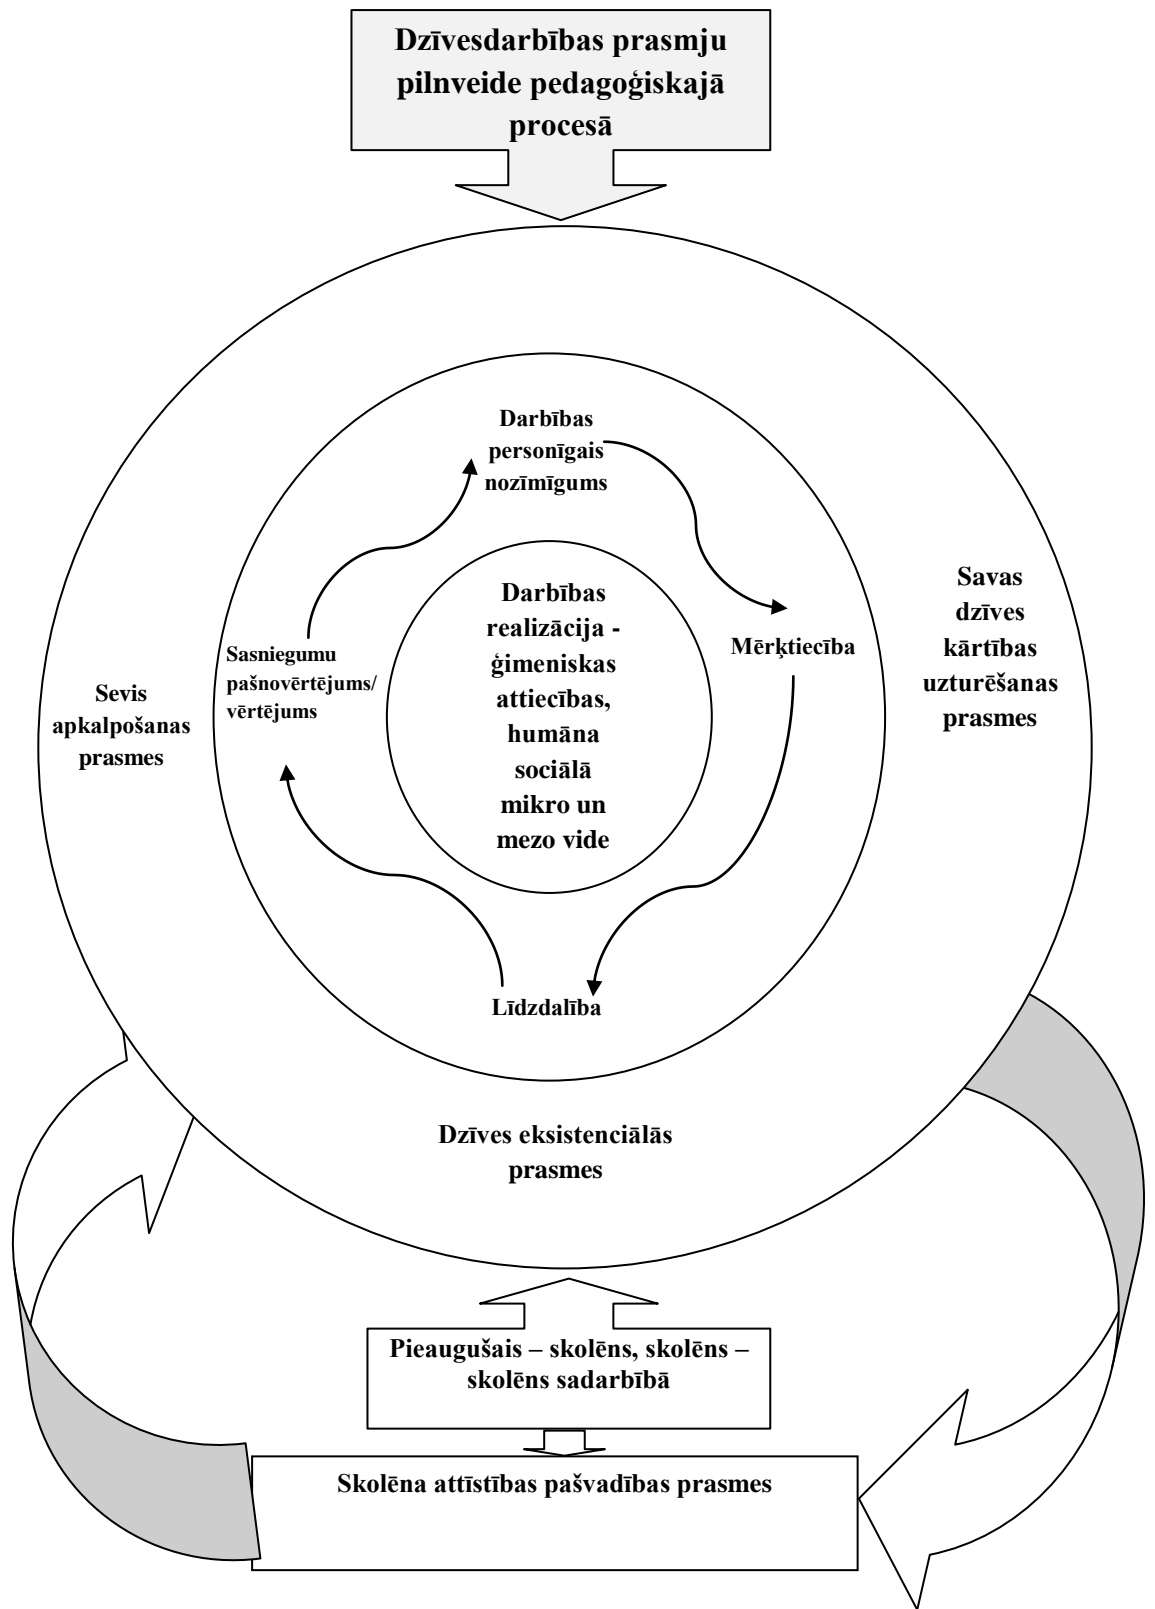 Dzīvesdarbības prasmju
pilnveide pedagoģiskajā
procesā
Darbības
personīgais
nozīmīgums
Darbības
realizācija -
ģimeniskas
attiecības,
humāna
sociālā
mikro un
mezo vide
Savas
dzīves
kārtības
uzturēšanas
prasmes
Mērķtiecība
Sasniegumu
pašnovērtējums/
vērtējums
Sevis
apkalpošanas
prasmes
Līdzdalība
Dzīves eksistenciālās
prasmes
Pieaugušais – skolēns, skolēns –
skolēns sadarbībā
Skolēna attīstības pašvadības prasmes